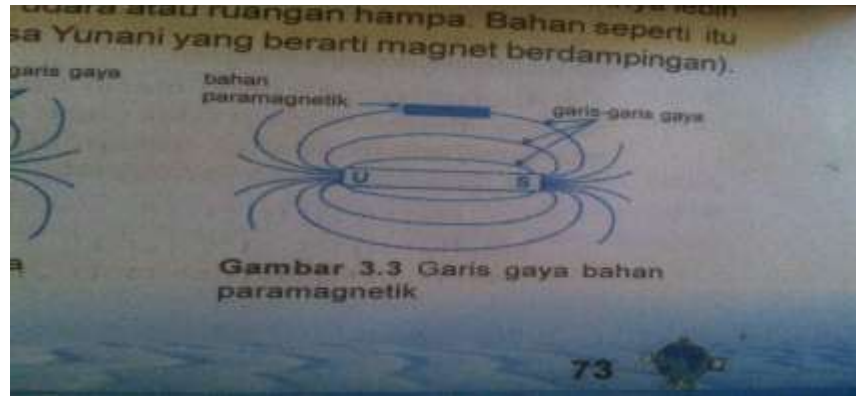 udara atau ruangan hampa. Bahan seperti itu
sa Yunani yang berarti magnet berdampingan).
garis gaya
bahan
paramagnetik
garis-garis gaya
U
S
Gambar 3.3 Garis gaya bahan
paramagnetik
73